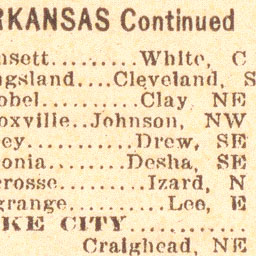 RKANSAS Continued
nsett.........White, C
ngsland....Cleveland, S
obel..........Clay, NE
oxville..Johnson, NW
ey..........Drew, SE
onia........Desha, SE
crosse......Izard, N
grange..........Lee, E
KE CITY............
Craighead, NE